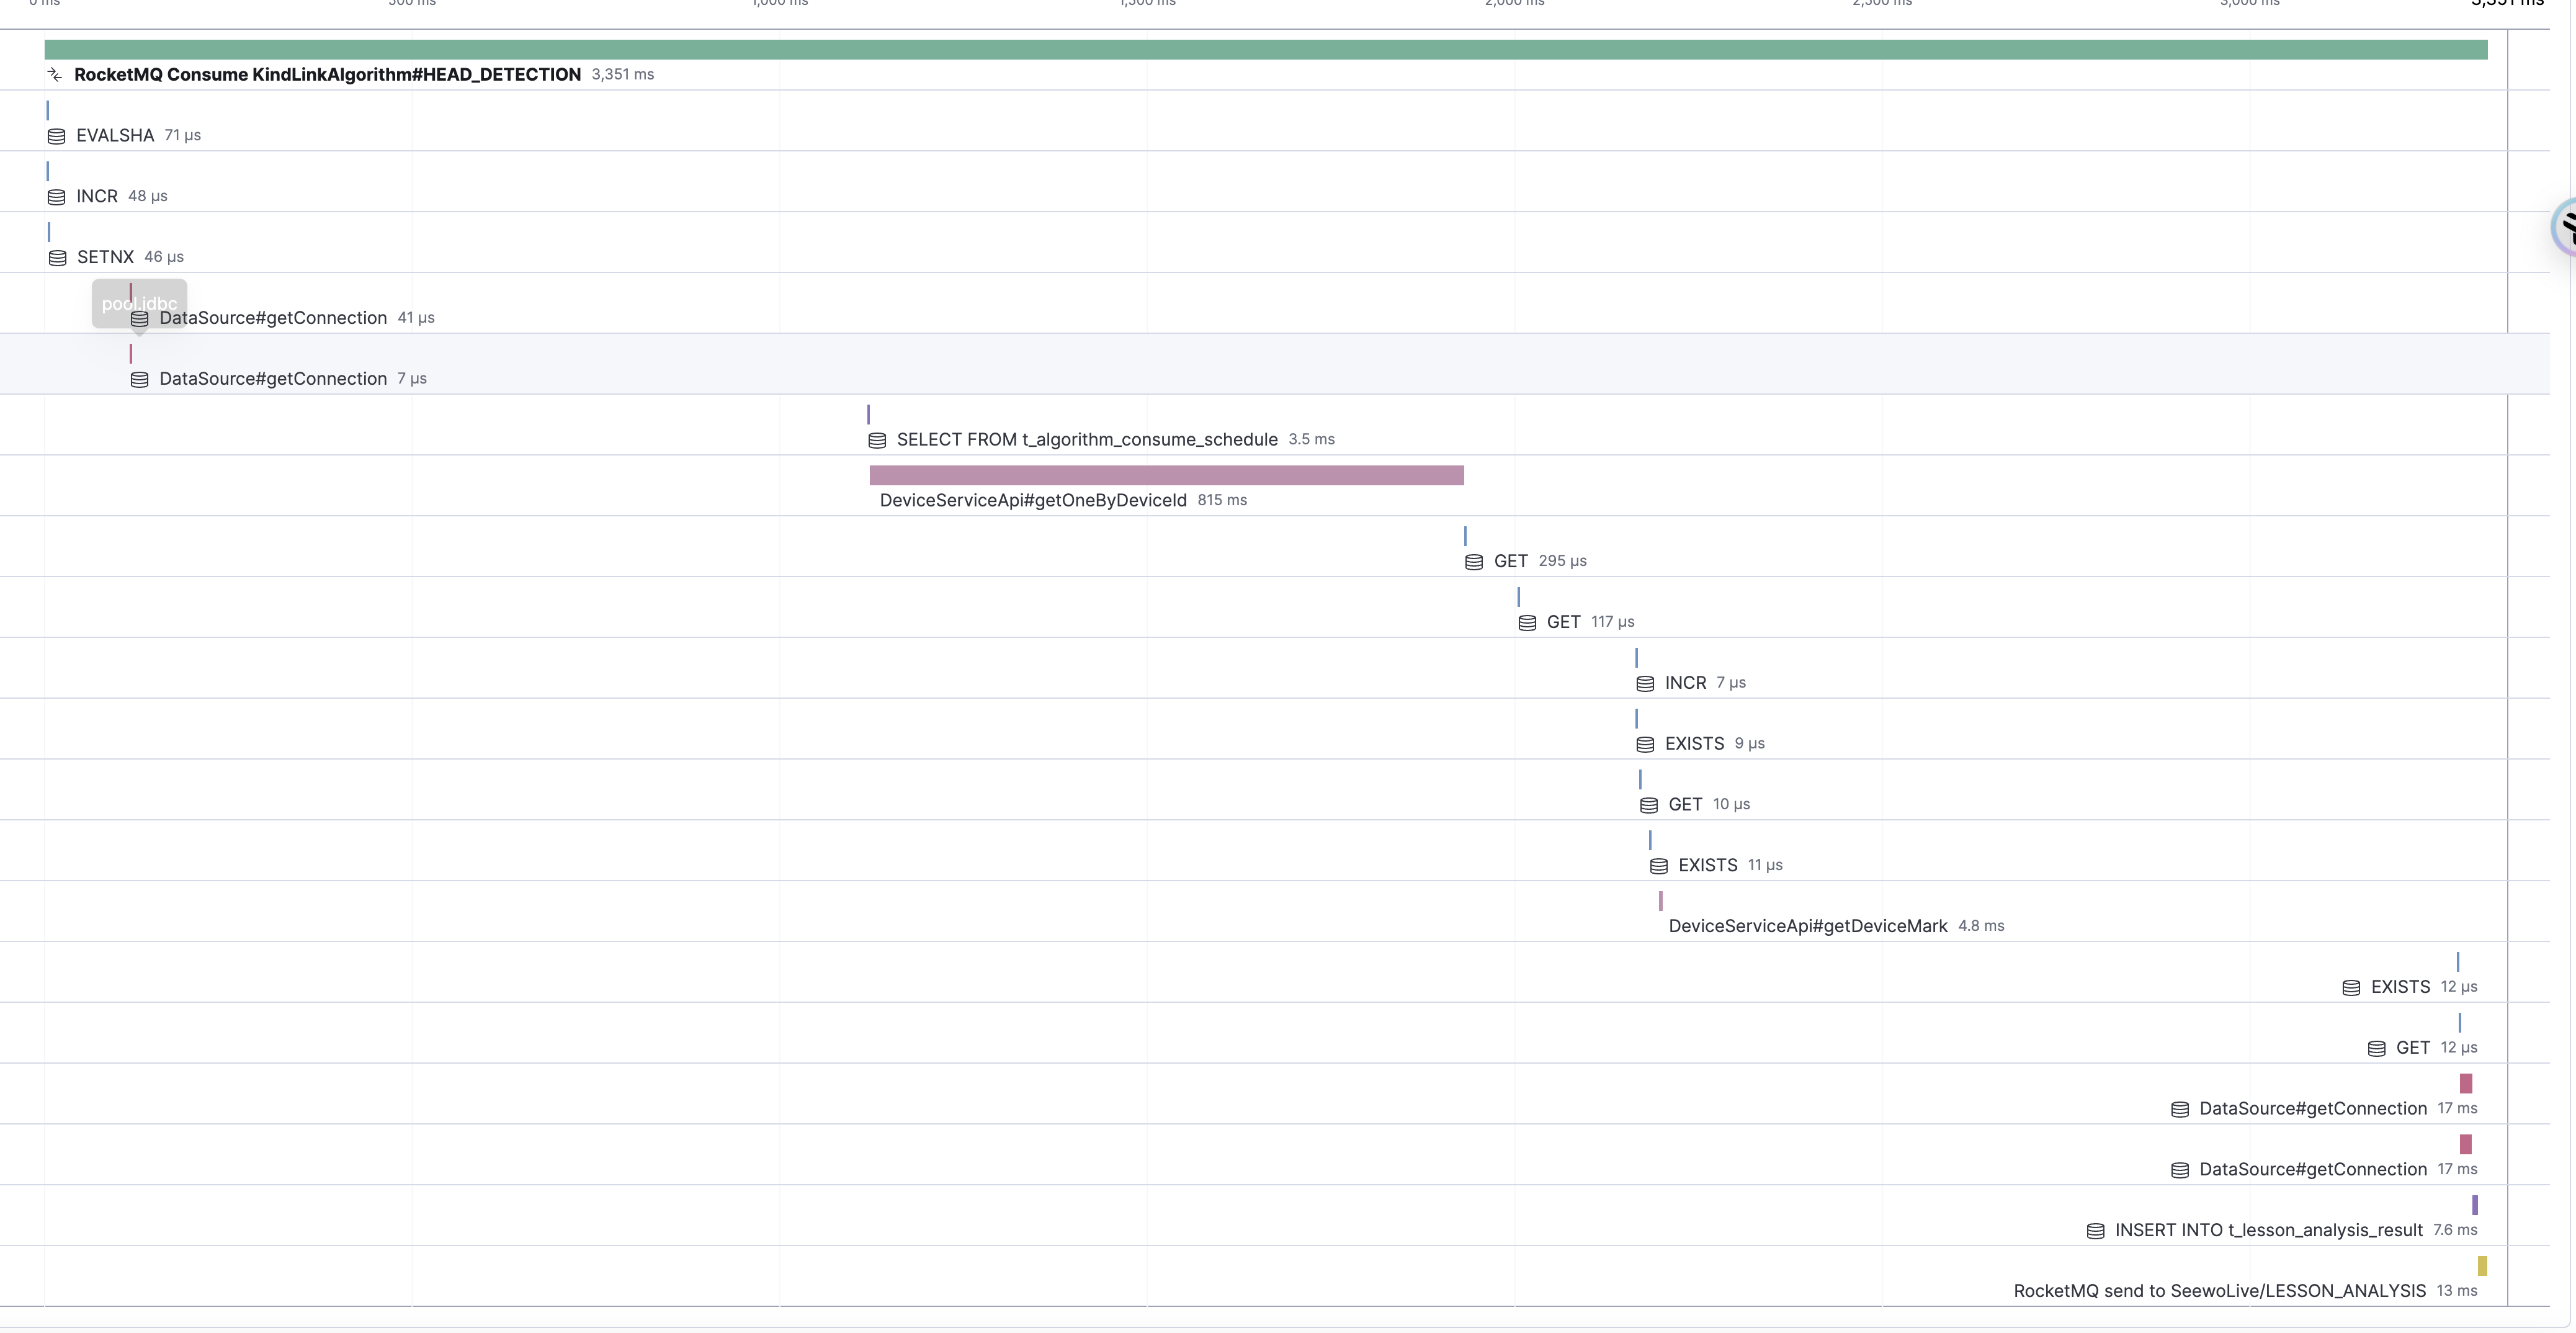 0 ms 500 ms 1,000 ms 1,500 ms 2,000 ms 2,500 ms 3,000 ms 3,351 ms
RocketMQ Consume KindLinkAlgorithm#HEAD_DETECTION 3,351 ms
EVALSHA 71 μs
INCR 48 μs
SETNX 46 μs
pool.jdbc
DataSource#getConnection 41 μs
DataSource#getConnection 7 μs
SELECT FROM t_algorithm_consume_schedule 3.5 ms
DeviceServiceApi#getOneByDeviceId 815 ms
GET 295 μs
GET 117 μs
INCR 7 μs
EXISTS 9 μs
GET 10 μs
EXISTS 11 μs
DeviceServiceApi#getDeviceMark 4.8 ms
EXISTS 12 μs
GET 12 μs
DataSource#getConnection 17 ms
DataSource#getConnection 17 ms
INSERT INTO t_lesson_analysis_result 7.6 ms
RocketMQ send to SeewoLive/LESSON_ANALYSIS 13 ms